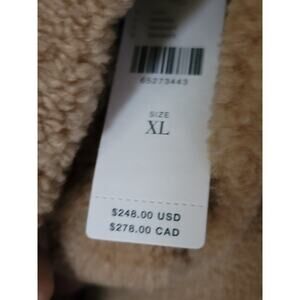 65273443
SIZE
XL
$248.00 USD
$278.00 CAD